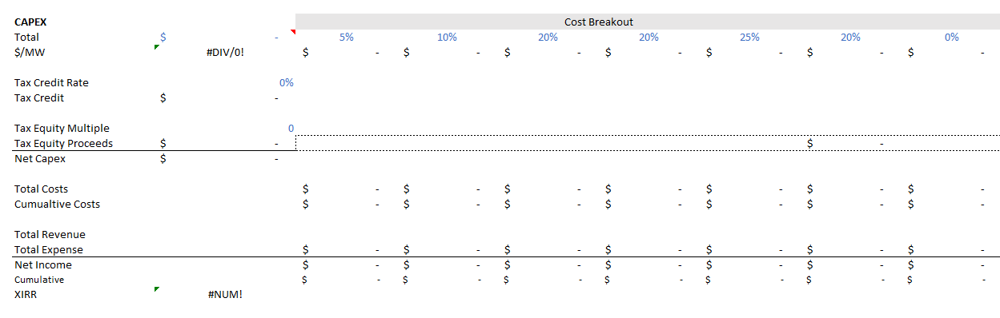 CAPEX Cost Breakout
Total $ - 5% 10% 20% 20% 25% 20% 0%
$/MW #DIV/0! $ - $ - $ - $ - $ - $ - $ -
Tax Credit Rate 0%
Tax Credit $ -
Tax Equity Multiple 0
Tax Equity Proceeds $ - $ -
Net Capex $ -
Total Costs $ - $ - $ - $ - $ - $ - $ -
Cumualtive Costs $ - $ - $ - $ - $ - $ - $ -
Total Revenue
Total Expense $ - $ - $ - $ - $ - $ - $ -
Net Income $ - $ - $ - $ - $ - $ - $ -
Cumulative $ - $ - $ - $ - $ - $ - $ -
XIRR #NUM!